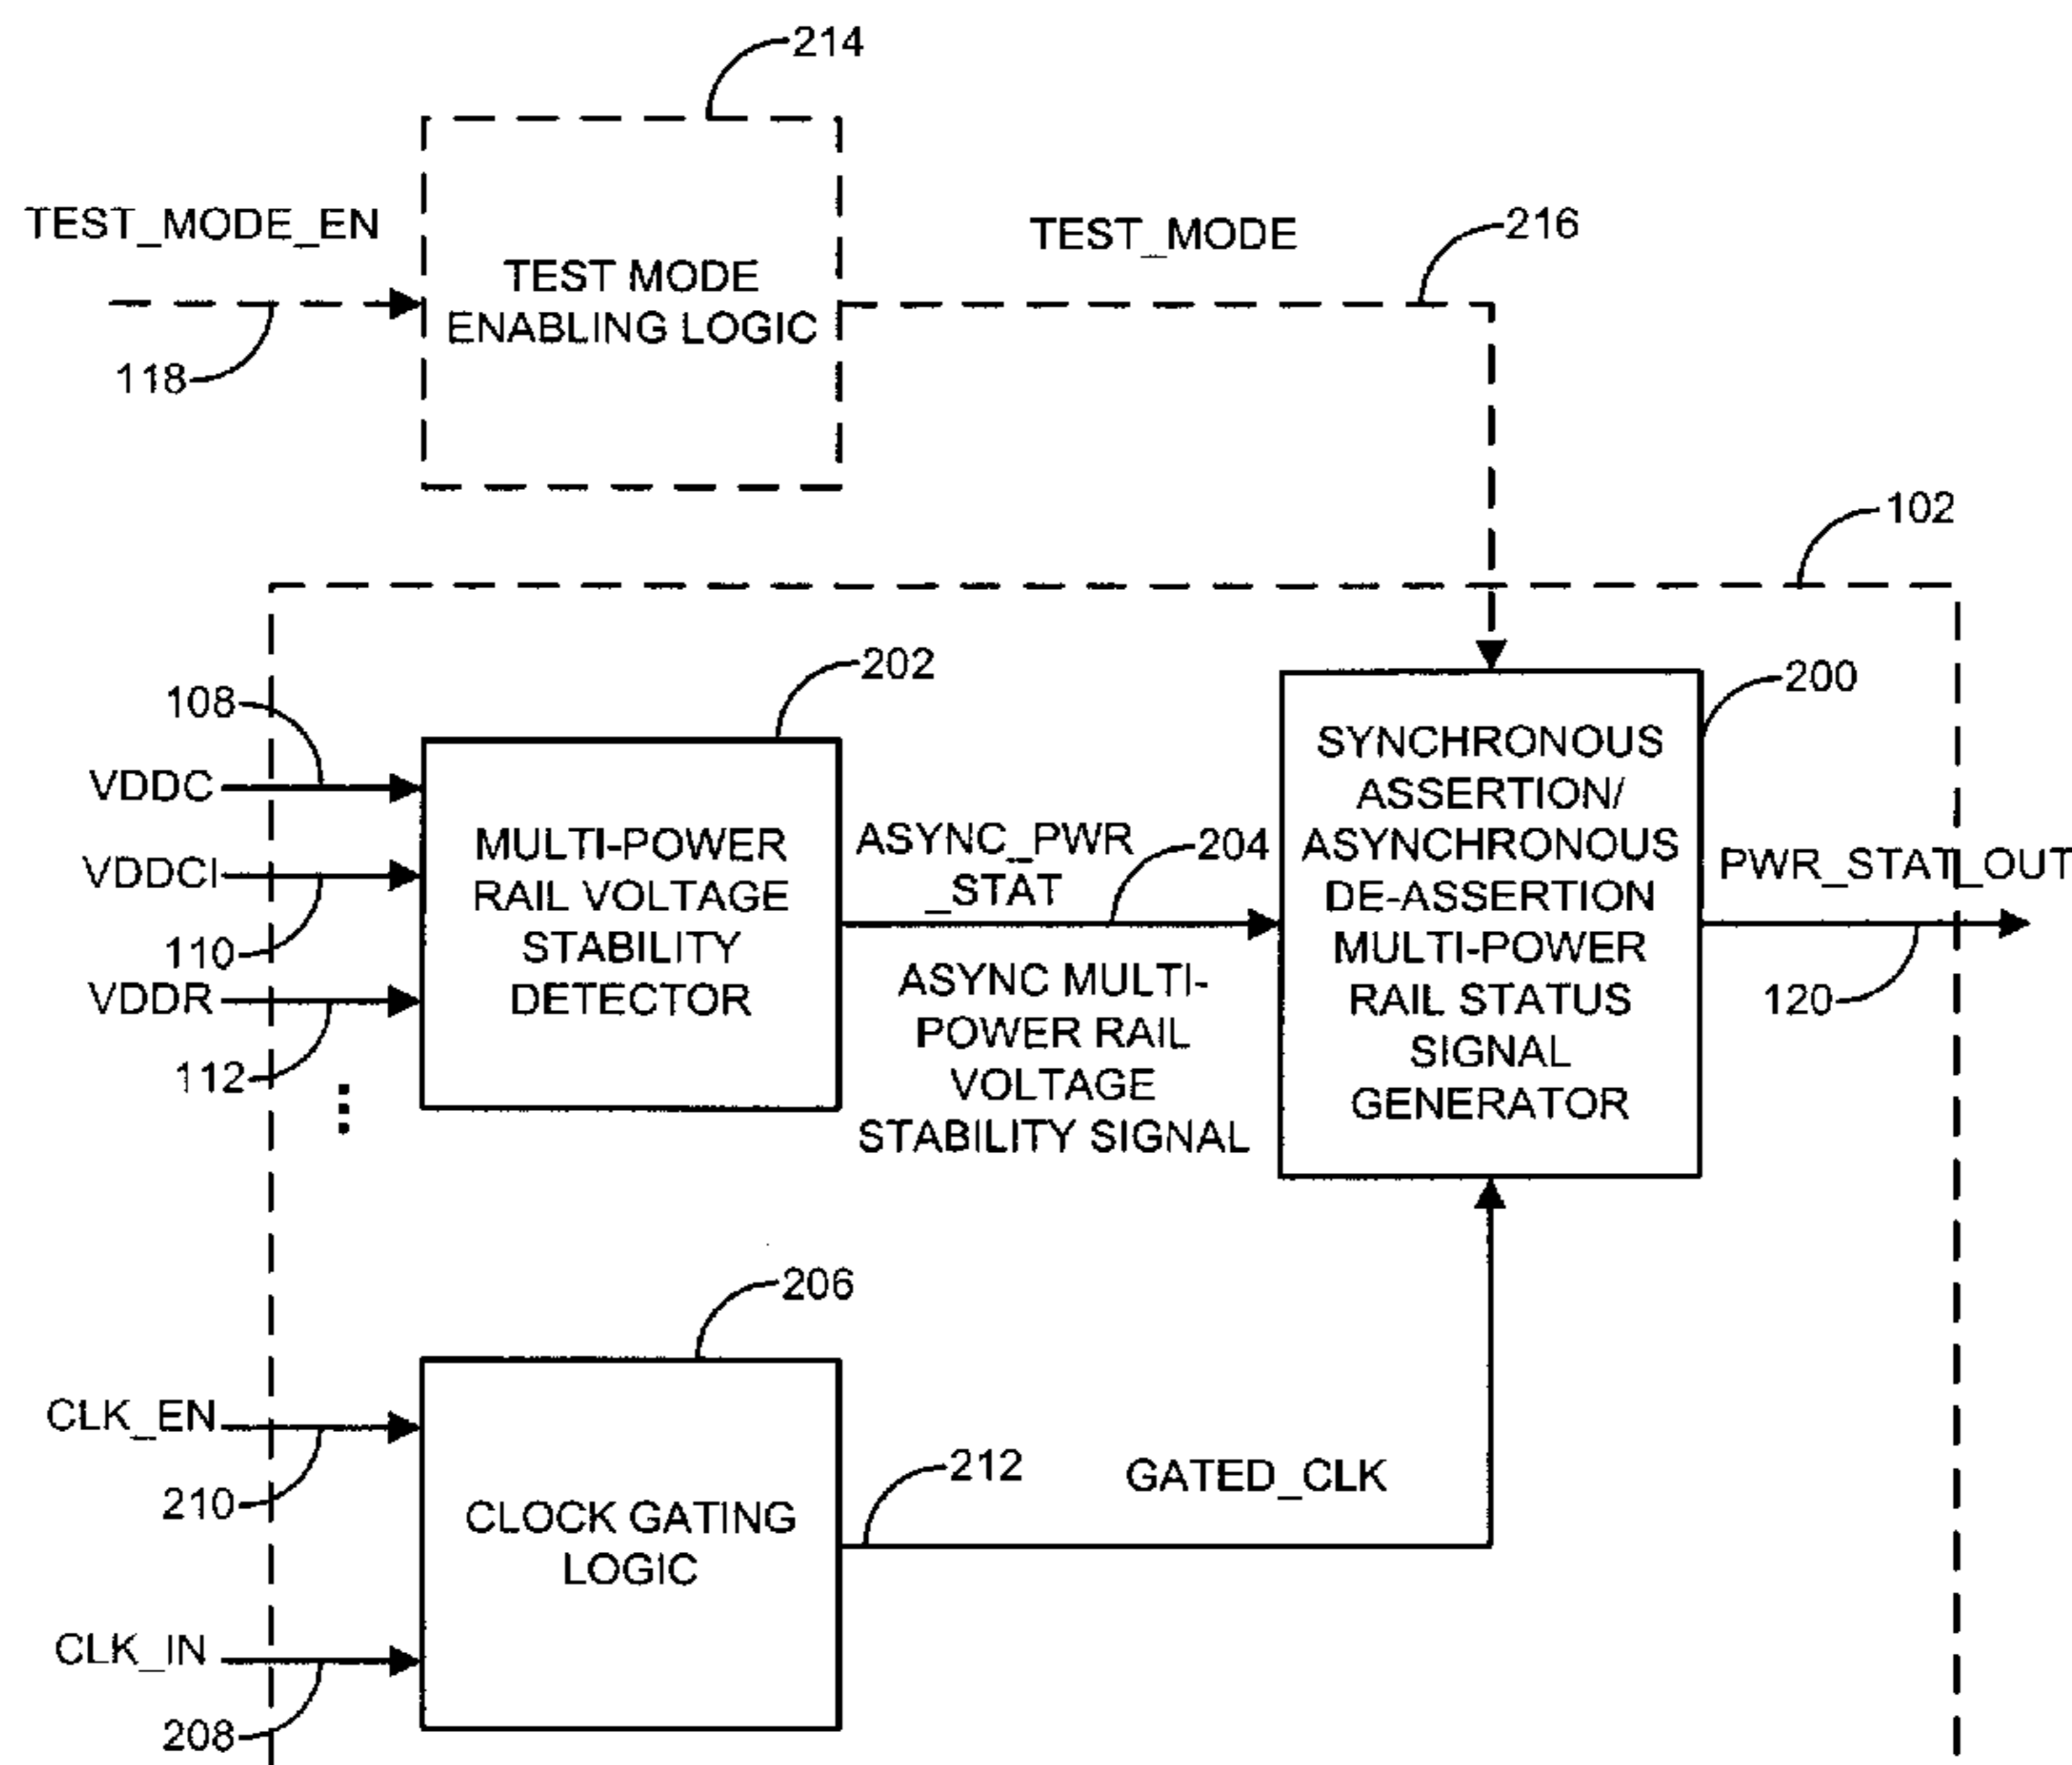 214
TEST_MODE_EN
TEST MODE
ENABLING LOGIC
TEST_MODE
216
118
102
202
200
108
VDDC
VDDCI
110
VDDR
112
MULTI-POWER
RAIL VOLTAGE
STABILITY
DETECTOR
ASYNC_PWR
_STAT
204
ASYNC MULTI-
POWER RAIL
VOLTAGE
STABILITY SIGNAL
SYNCHRONOUS
ASSERTION/
ASYNCHRONOUS
DE-ASSERTION
MULTI-POWER
RAIL STATUS
SIGNAL
GENERATOR
PWR_STAT_OUT
120
206
CLK_EN
210
CLOCK GATING
LOGIC
212
GATED_CLK
CLK_IN
208